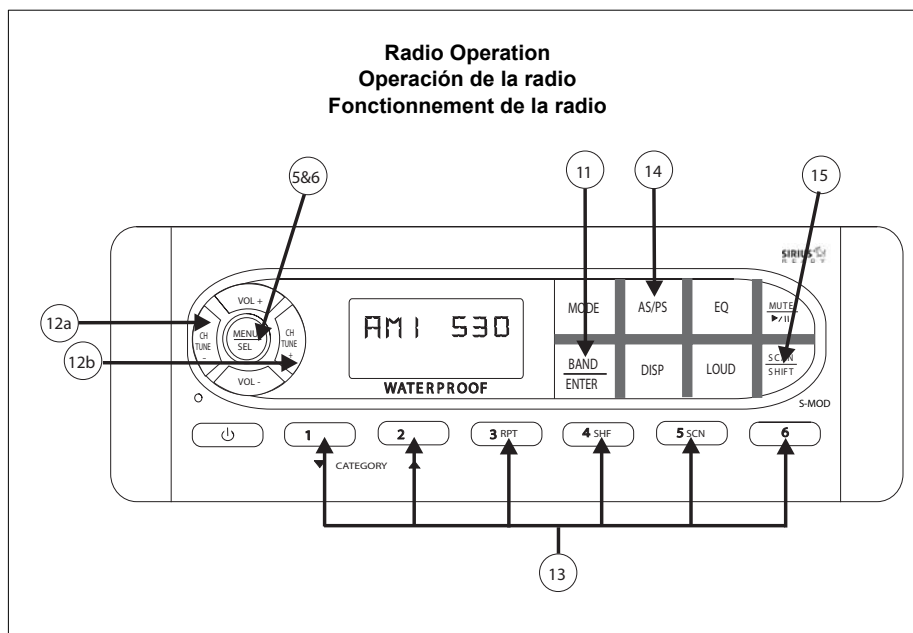 Radio Operation
Operación de la radio
Fonctionnement de la radio
5&6
11
14
15
SIRIUS
READY
12a
VOL +
CH
TUNE
-
MENU
SEL
CH
TUNE
+
12b
VOL -
AM1 530
WATERPROOF
MODE
AS/PS
EQ
MUTE
BAND
ENTER
DISP
LOUD
SCAN
SHIFT
S-MOD
1
2
3 RPT
4 SHF
5 SCN
6
CATEGORY
13